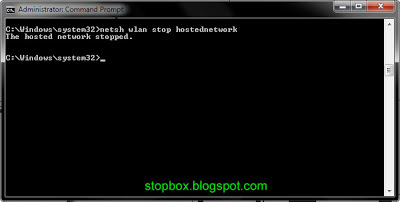 Administrator: Command Prompt
C:\Windows\system32>netsh wlan stop hostednetwork
The hosted network stopped.
C:\Windows\system32>_
stopbox.blogspot.com